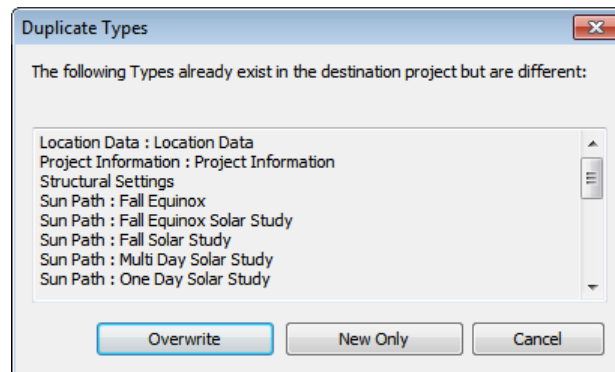 Duplicate Types
The following Types already exist in the destination project but are different:
Location Data : Location Data
Project Information : Project Information
Structural Settings
Sun Path : Fall Equinox
Sun Path : Fall Equinox Solar Study
Sun Path : Fall Solar Study
Sun Path : Multi Day Solar Study
Sun Path : One Day Solar Study
Overwrite New Only Cancel